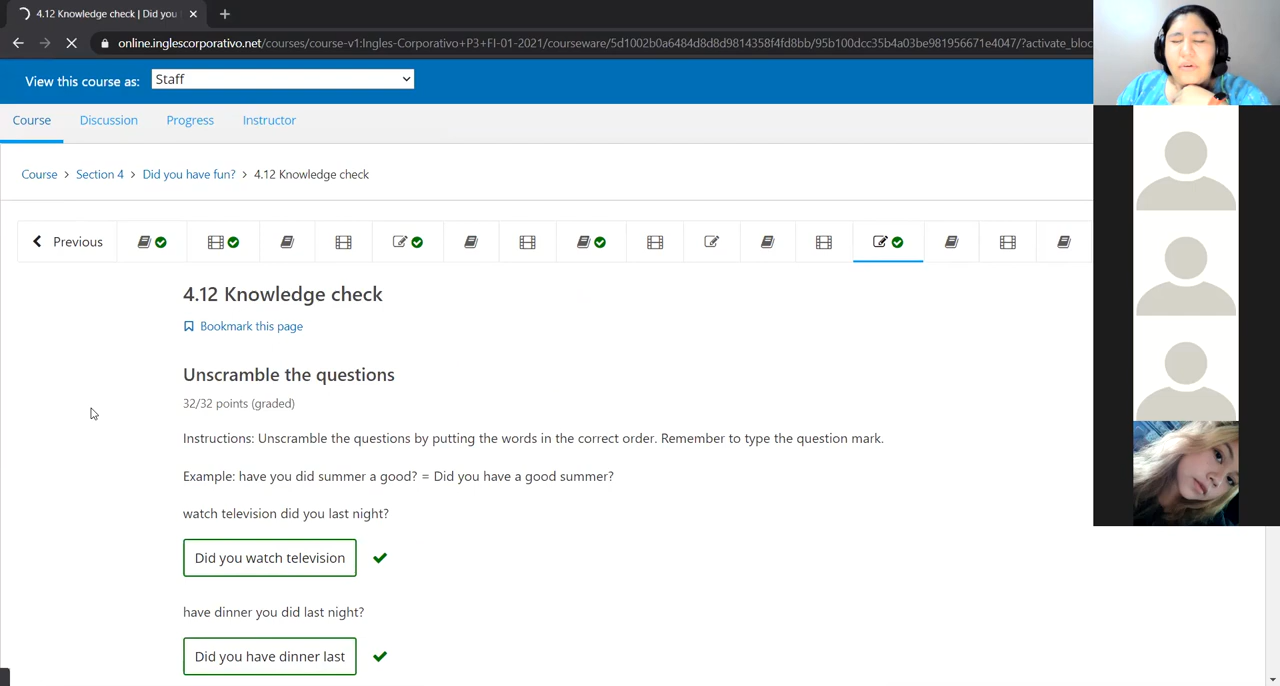 4.12 Knowledge check | Did you
online.inglescorporativo.net/courses/course-v1:Ingles-Corporativo+P3+FI-01-2021/courseware/5d1002b0a6484d8d8d9814358f4fd8bb/95b100dcc35b4a03be981956671e4047/?activate_bloc
View this course as: Staff
Course Discussion Progress Instructor
Course > Section 4 > Did you have fun? > 4.12 Knowledge check
Previous
4.12 Knowledge check
Bookmark this page
Unscramble the questions
32/32 points (graded)
Instructions: Unscramble the questions by putting the words in the correct order. Remember to type the question mark.
Example: have you did summer a good? = Did you have a good summer?
watch television did you last night?
Did you watch television
have dinner you did last night?
Did you have dinner last